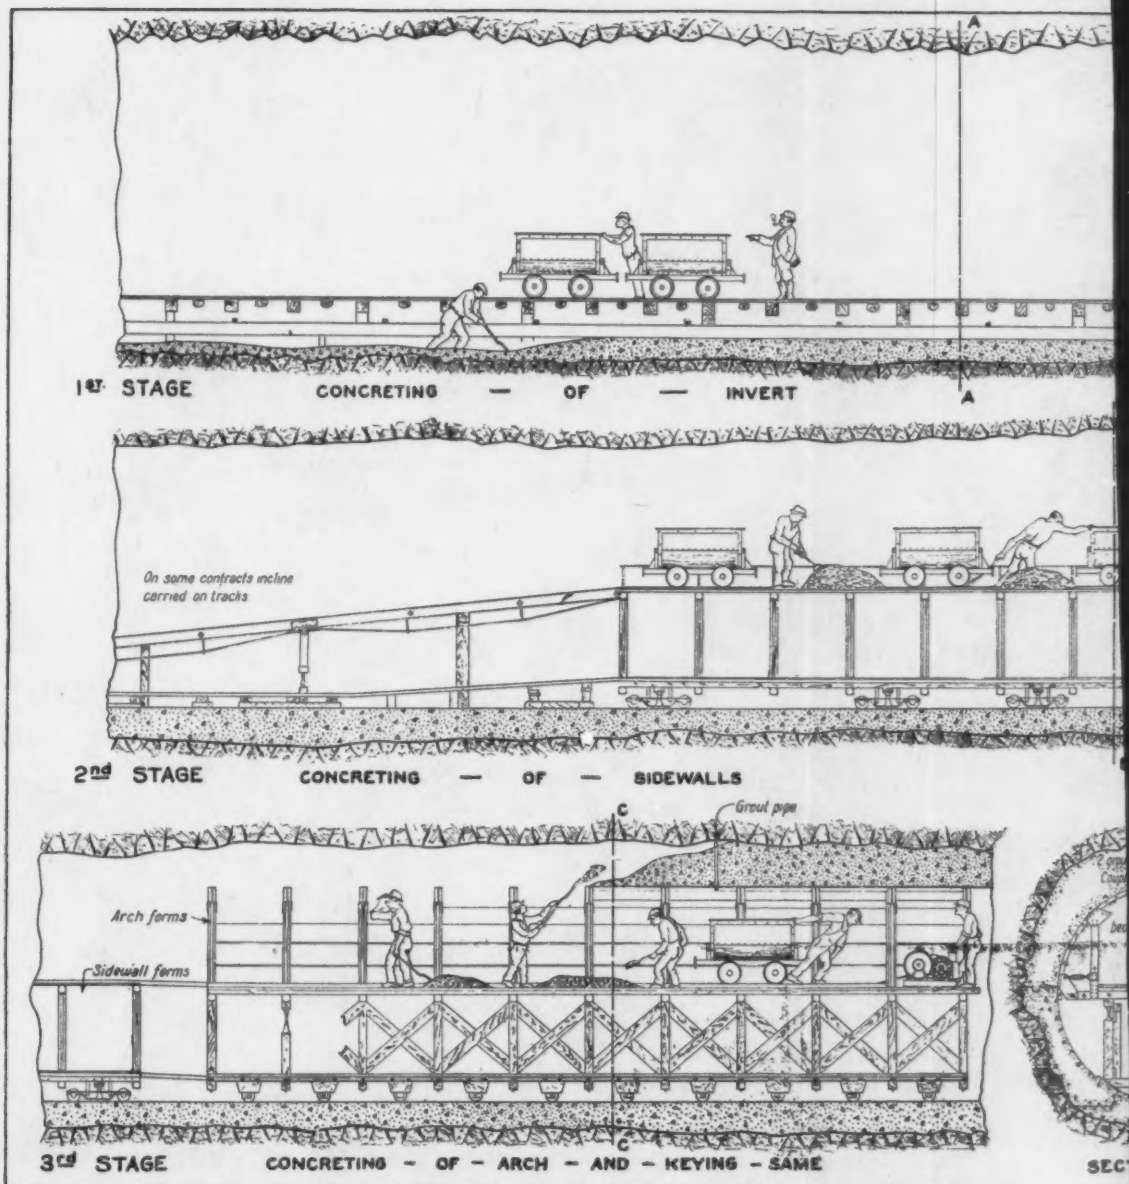 A
1st. STAGE CONCRETING — OF — INVERT
A
On some contracts incline
carried on tracks
2nd STAGE CONCRETING — OF — SIDEWALLS
C
Grout pipe
Arch forms
Sidewall forms
C
3rd STAGE CONCRETING - OF - ARCH - AND - KEYING - SAME